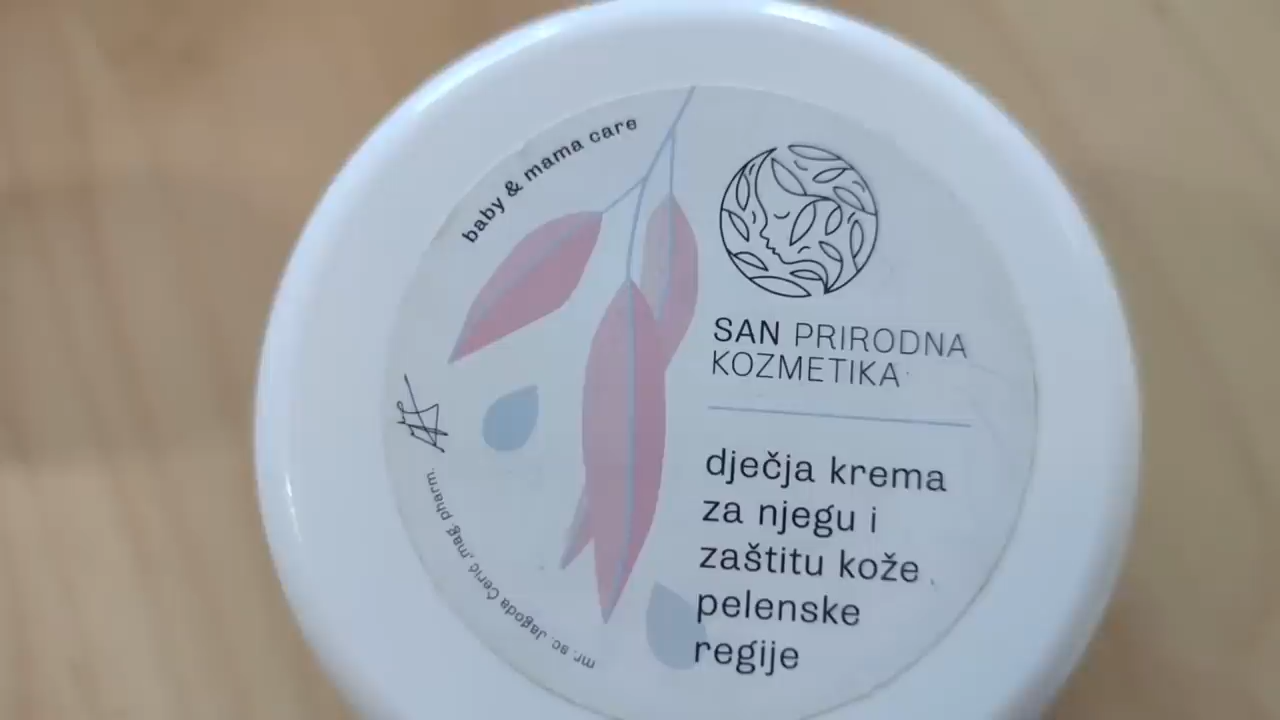 baby & mama care
SAN PRIRODNA
KOZMETIKA
dječja krema
za njegu i
zaštitu kože
pelenske
regije
mr. sc. Jagoda Ćerić, mag. pharm.